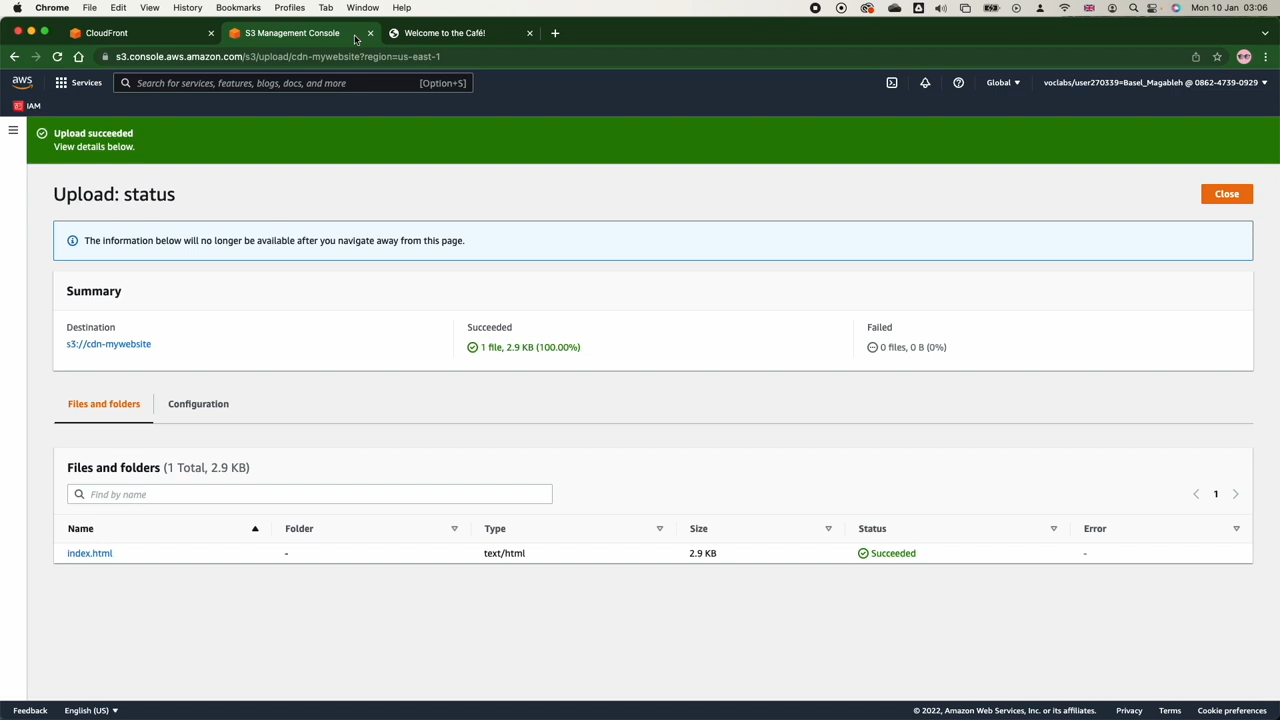 Chrome File Edit View History Bookmarks Profiles Tab Window Help Mon 10 Jan 03:06
CloudFront S3 Management Console Welcome to the Café!
s3.console.aws.amazon.com/s3/upload/cdn-mywebsite?region=us-east-1
aws Services Search for services, features, blogs, docs, and more [Option+S] Global voclabs/user270339=Basel_Magableh @ 0862-4739-0929
IAM
Upload succeeded
View details below.
Upload: status
Close
The information below will no longer be available after you navigate away from this page.
Summary
Destination Succeeded Failed
s3://cdn-mywebsite 1 file, 2.9 KB (100.00%) 0 files, 0 B (0%)
Files and folders Configuration
Files and folders (1 Total, 2.9 KB)
Find by name 1
Name Folder Type Size Status Error
index.html - text/html 2.9 KB Succeeded -
Feedback English (US) © 2022, Amazon Web Services, Inc. or its affiliates. Privacy Terms Cookie preferences